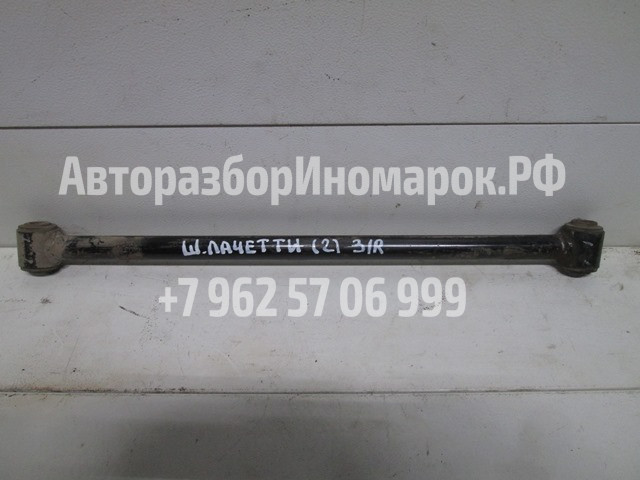 АвторазборИномарок.РФ
Ш.ЛАЧЕТТИ (2) З/R
+7 962 57 06 999